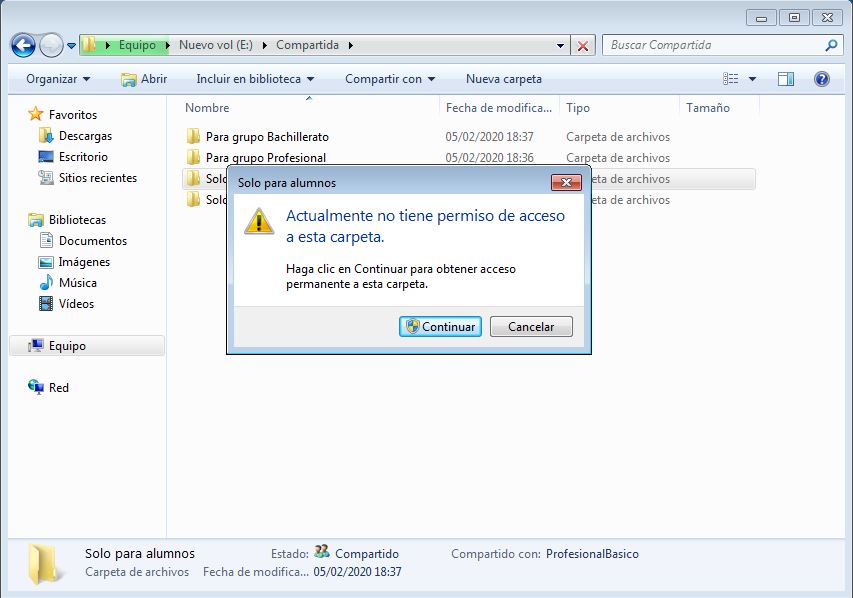 Equipo Nuevo vol (E:) Compartida
Buscar Compartida
Organizar Abrir Incluir en biblioteca Compartir con Nueva carpeta
Nombre Fecha de modifica... Tipo Tamaño
Favoritos
Descargas
Escritorio
Sitios recientes
Bibliotecas
Documentos
Imágenes
Música
Vídeos
Equipo
Red
Para grupo Bachillerato 05/02/2020 18:37 Carpeta de archivos
Para grupo Profesional 05/02/2020 18:36 Carpeta de archivos
Solo para alumnos
Actualmente no tiene permiso de acceso
a esta carpeta.
Haga clic en Continuar para obtener acceso
permanente a esta carpeta.
Continuar Cancelar
de archivos
de archivos
Solo para alumnos Estado: Compartido Compartido con: ProfesionalBasico
Carpeta de archivos Fecha de modifica... 05/02/2020 18:37